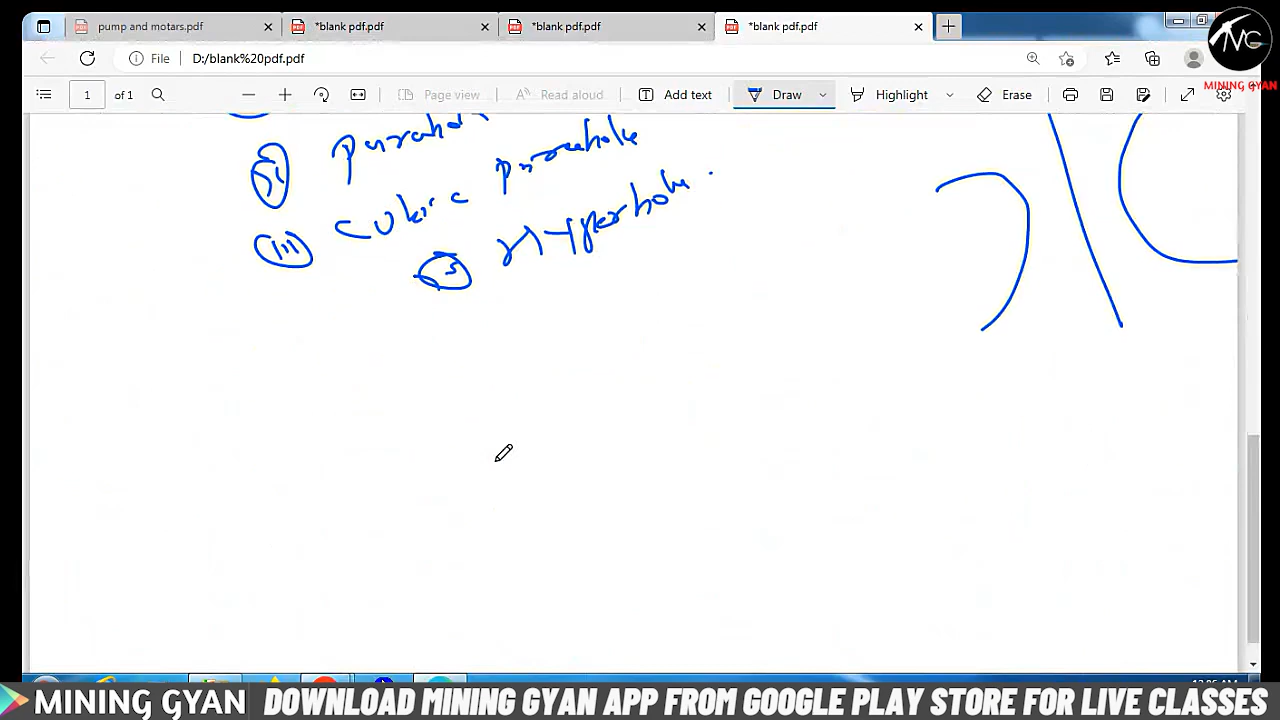 pump and motars.pdf
*blank pdf.pdf
*blank pdf.pdf
*blank pdf.pdf
MVG
MINING GYAN
File D:/blank%20pdf.pdf
1 of 1
Page view
Read aloud
Add text
Draw
Highlight
Erase
(ii)
(iii) cubic parabola
Hyperbola.
MINING GYAN DOWNLOAD MINING GYAN APP FROM GOOGLE PLAY STORE FOR LIVE CLASSES